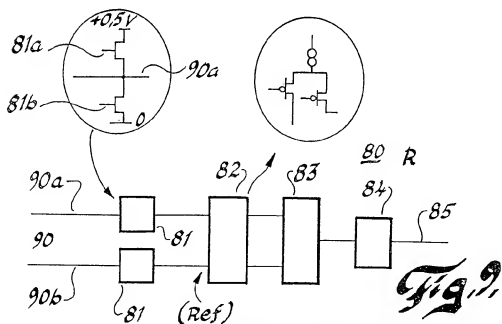 +0,5V
81a
90a
81b
0
80 R
82
83
84
90a
85
90
81
90b
81
(Ref)
Fig. 9.